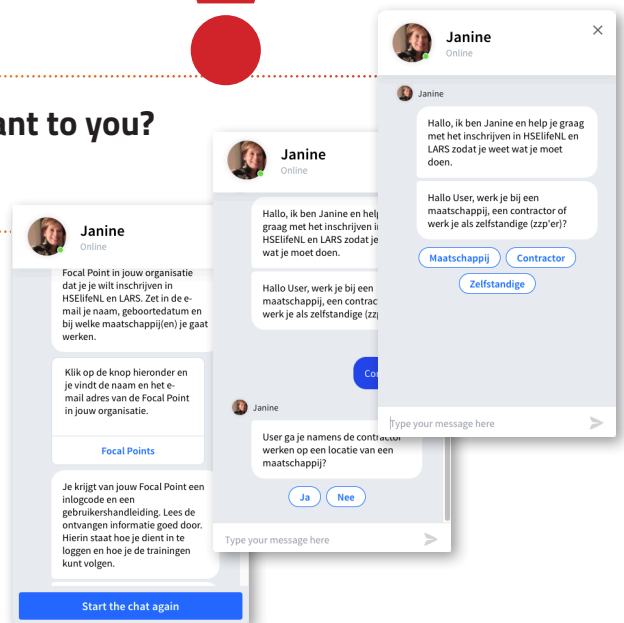 ant to you?
Janine
Online
Focal Point in jouw organisatie
dat je je wilt inschrijven in
HSElifeNL en LARS. Zet in de e-
mail je naam, geboortedatum en
bij welke maatschappij(en) je gaat
werken.
Klik op de knop hieronder en
je vindt de naam en het e-
mail adres van de Focal Point
in jouw organisatie.
Focal Points
Je krijgt van jouw Focal Point een
inlogcode en een
gebruikershandleiding. Lees de
ontvangen informatie goed door.
Hierin staat hoe je dient in te
loggen en hoe je de trainingen
kunt volgen.
Start the chat again
Janine
Online
Hallo, ik ben Janine en help
graag met het inschrijven
HSElifeNL en LARS zodat je
wat je moet doen.
Hallo User, werk je bij een
maatschappij, een contrac
werk je als zelfstandige (zz
Co
Janine
User ga je namens de contractor
werken op een locatie van een
maatschappij?
Ja Nee
Type your message here
Janine
Online
Janine
Hallo, ik ben Janine en help je graag
met het inschrijven in HSElifeNL en
LARS zodat je weet wat je moet
doen.
Hallo User, werk je bij een
maatschappij, een contractor of
werk je als zelfstandige (zzp'er)?
Maatschappij Contractor
Zelfstandige
Type your message here